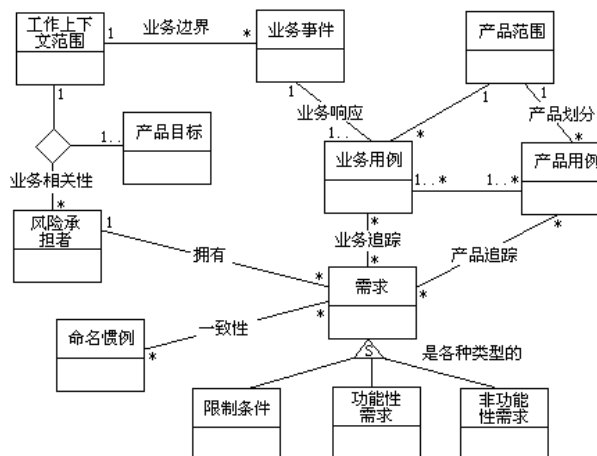 工作上下
文范围
1
业务边界
*
业务事件
产品范围
1
1
业务响应
1..
*
1
产品划分
*
1..
产品目标
业务用例
1..*
1..*
产品用例
业务相关性
*
风险承
担者
1
拥有
*
*
业务追踪
*
*
产品追踪
*
需求
命名惯例
*
一致性
*
S
是各种类型的
限制条件
功能性
需求
非功能
性需求